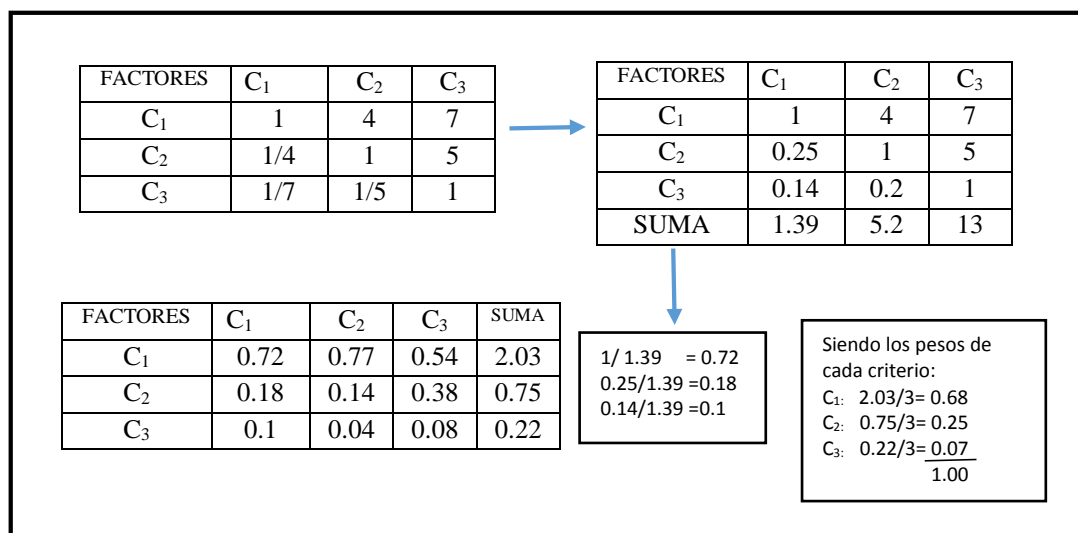 FACTORES C₁ C₂ C₃
C₁ 1 4 7
C₂ 1/4 1 5
C₃ 1/7 1/5 1
FACTORES C₁ C₂ C₃
C₁ 1 4 7
C₂ 0.25 1 5
C₃ 0.14 0.2 1
SUMA 1.39 5.2 13
FACTORES C₁ C₂ C₃ SUMA
C₁ 0.72 0.77 0.54 2.03
C₂ 0.18 0.14 0.38 0.75
C₃ 0.1 0.04 0.08 0.22
1/ 1.39 = 0.72
0.25/1.39 =0.18
0.14/1.39 =0.1
Siendo los pesos de
cada criterio:
C₁: 2.03/3= 0.68
C₂: 0.75/3= 0.25
C₃: 0.22/3= 0.07
1.00